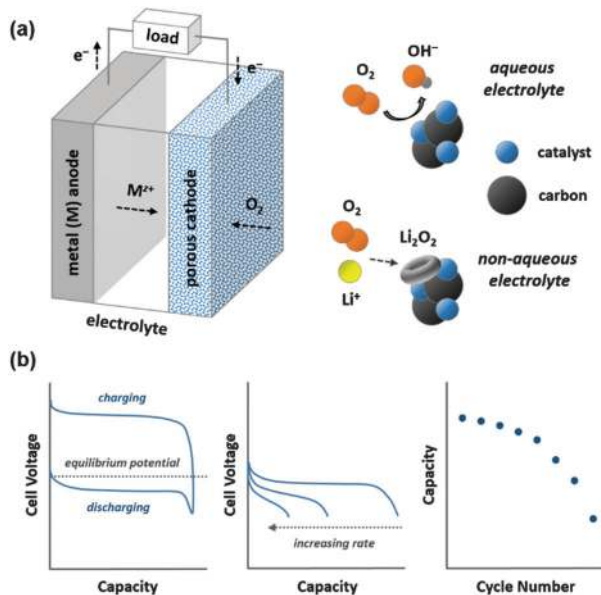 (a)
load
e⁻
e⁻
metal (M) anode
Mᶻ⁺
porous cathode
O₂
electrolyte
OH⁻
O₂
aqueous
electrolyte
catalyst
carbon
O₂
Li₂O₂
Li⁺
non-aqueous
electrolyte
(b)
Cell Voltage
charging
equilibrium potential
discharging
Capacity
Cell Voltage
increasing rate
Capacity
Capacity
Cycle Number